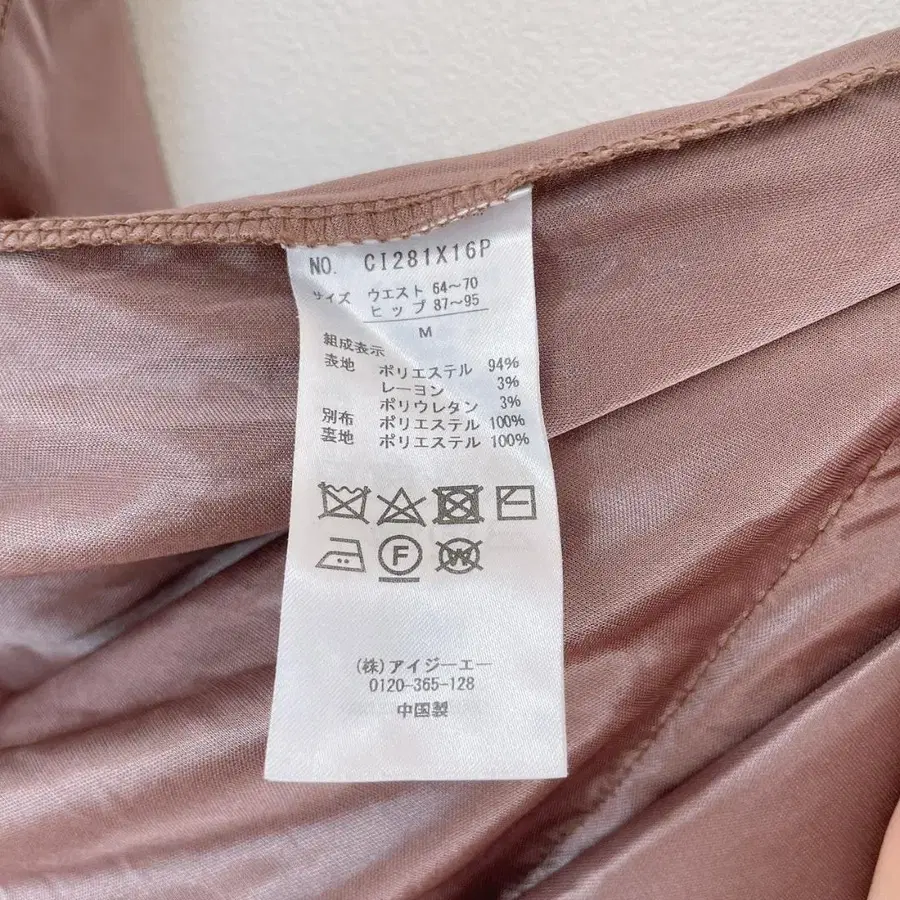 NO. CI281X16P
サイズ ウエスト 64～70
ヒップ 87～95
M
組成表示
表地 ポリエステル 94%
レーヨン 3%
ポリウレタン 3%
別布 ポリエステル 100%
裏地 ポリエステル 100%
F
W
(株)アイジーエー
0120-365-128
中国製